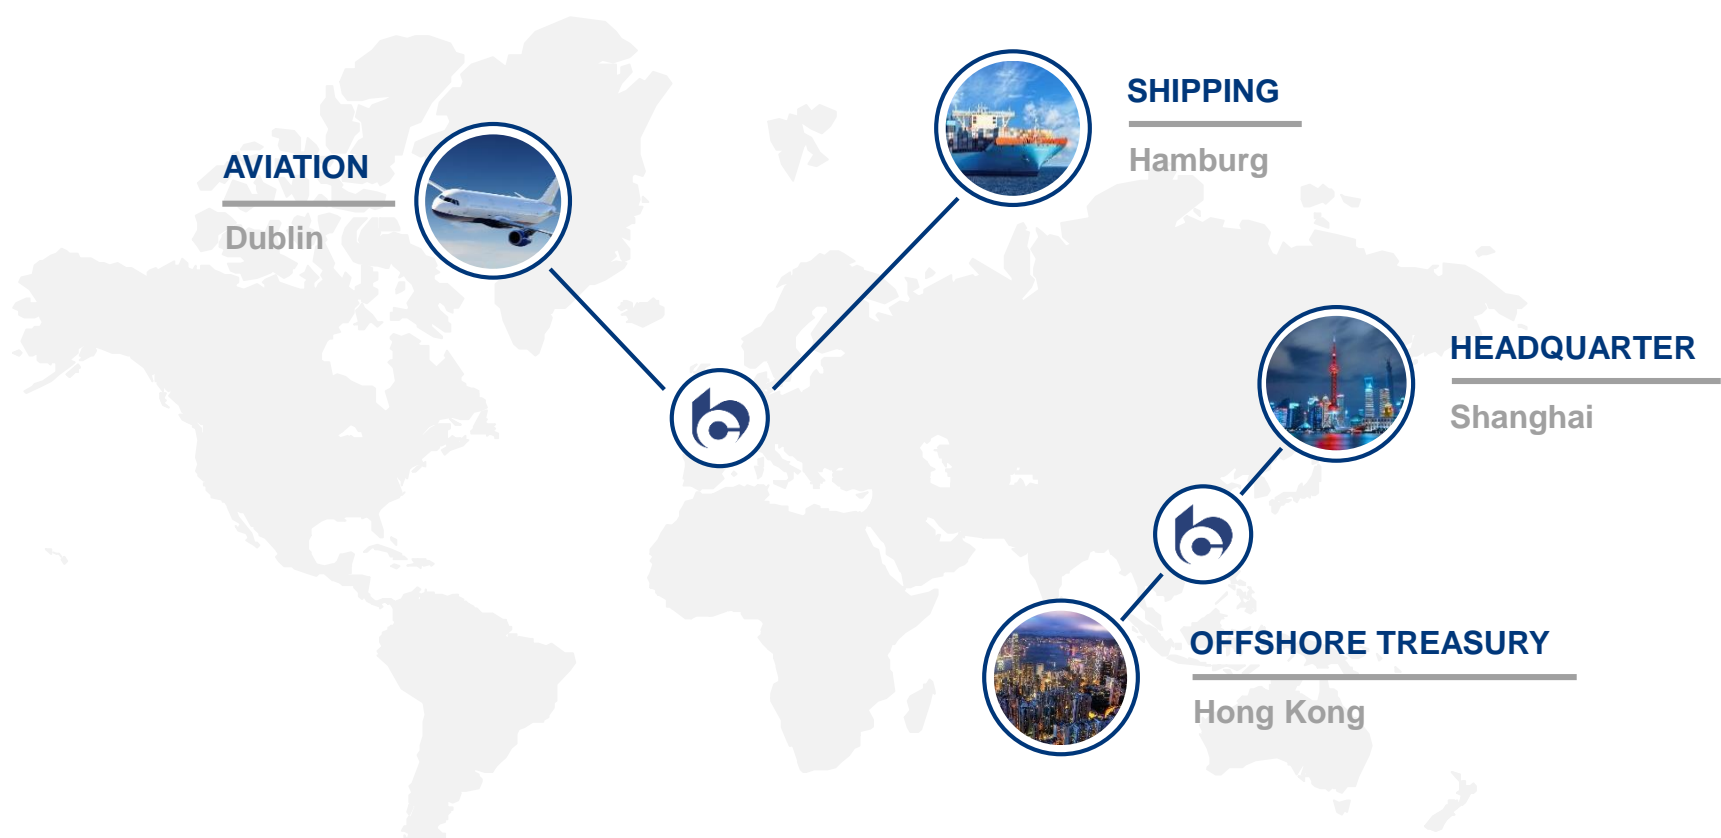 SHIPPING
Hamburg
AVIATION
Dublin
HEADQUARTER
Shanghai
OFFSHORE TREASURY
Hong Kong